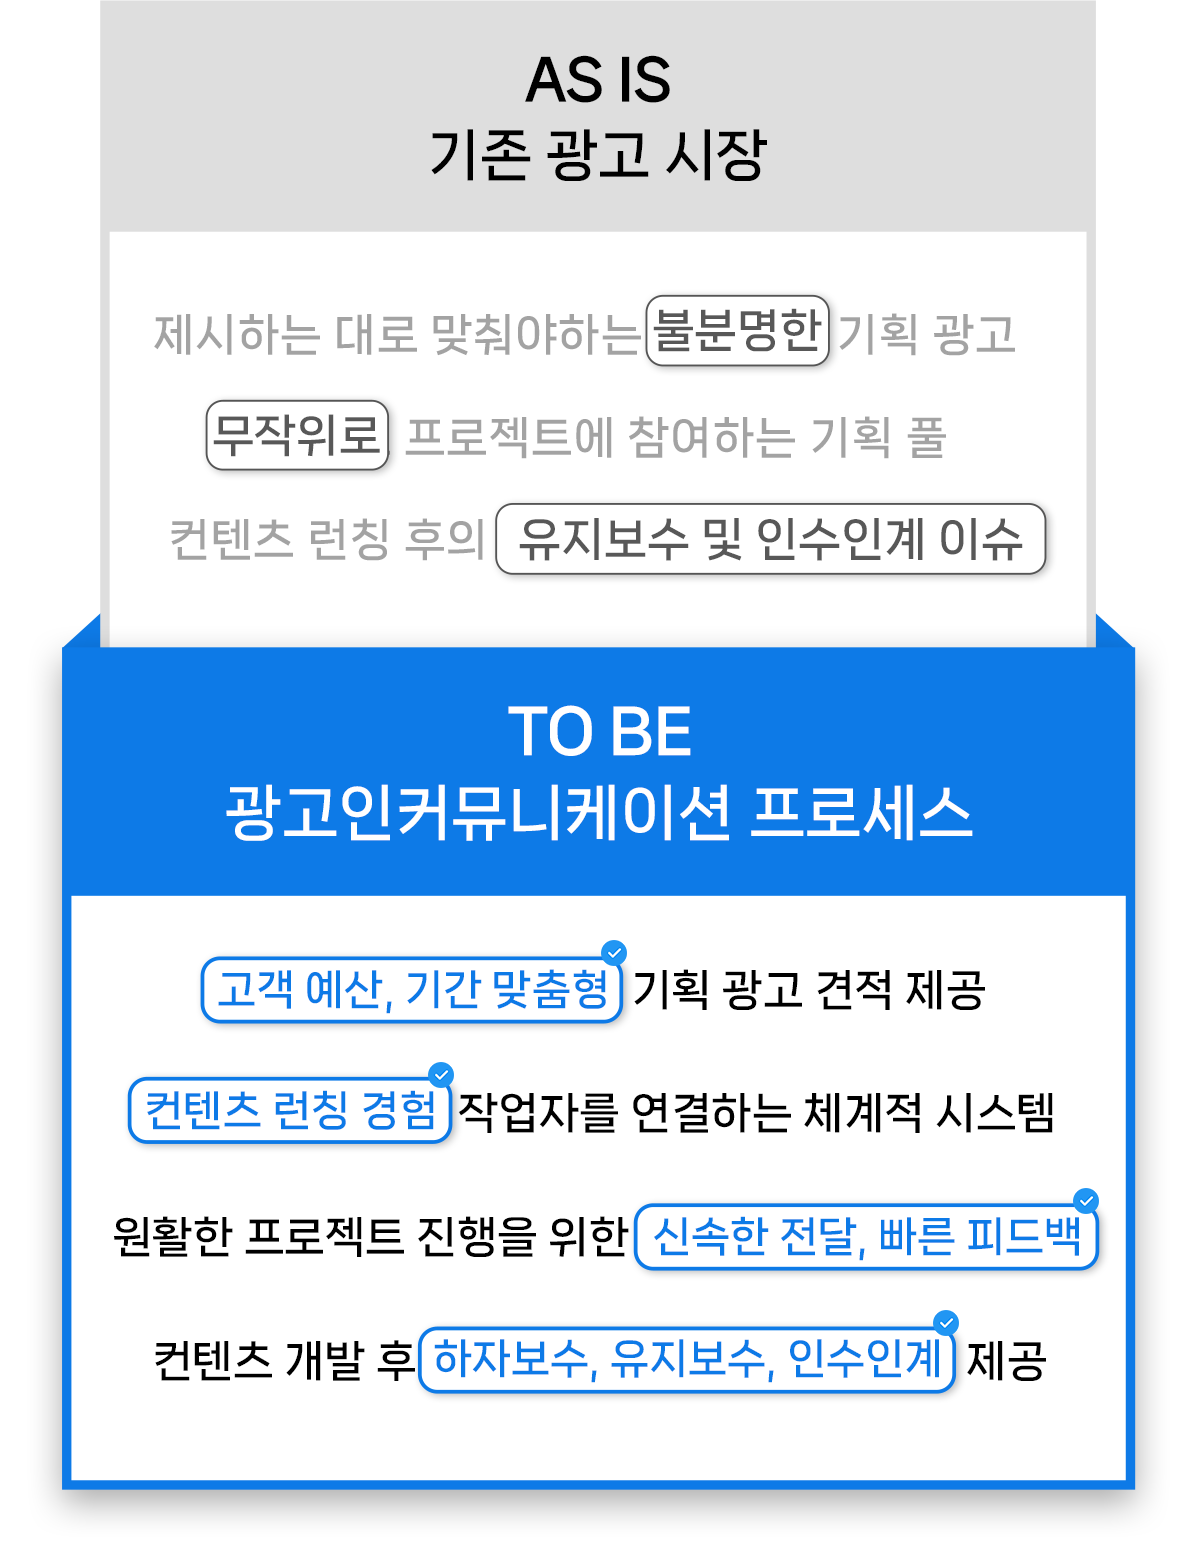 AS IS
기존 광고 시장
제시하는 대로 맞춰야하는 불분명한 기획 광고
무작위로 프로젝트에 참여하는 기획 풀
컨텐츠 런칭 후의 유지보수 및 인수인계 이슈
TO BE
광고인커뮤니케이션 프로세스
고객 예산, 기간 맞춤형 기획 광고 견적 제공
컨텐츠 런칭 경험 작업자를 연결하는 체계적 시스템
원활한 프로젝트 진행을 위한 신속한 전달, 빠른 피드백
컨텐츠 개발 후 하자보수, 유지보수, 인수인계 제공